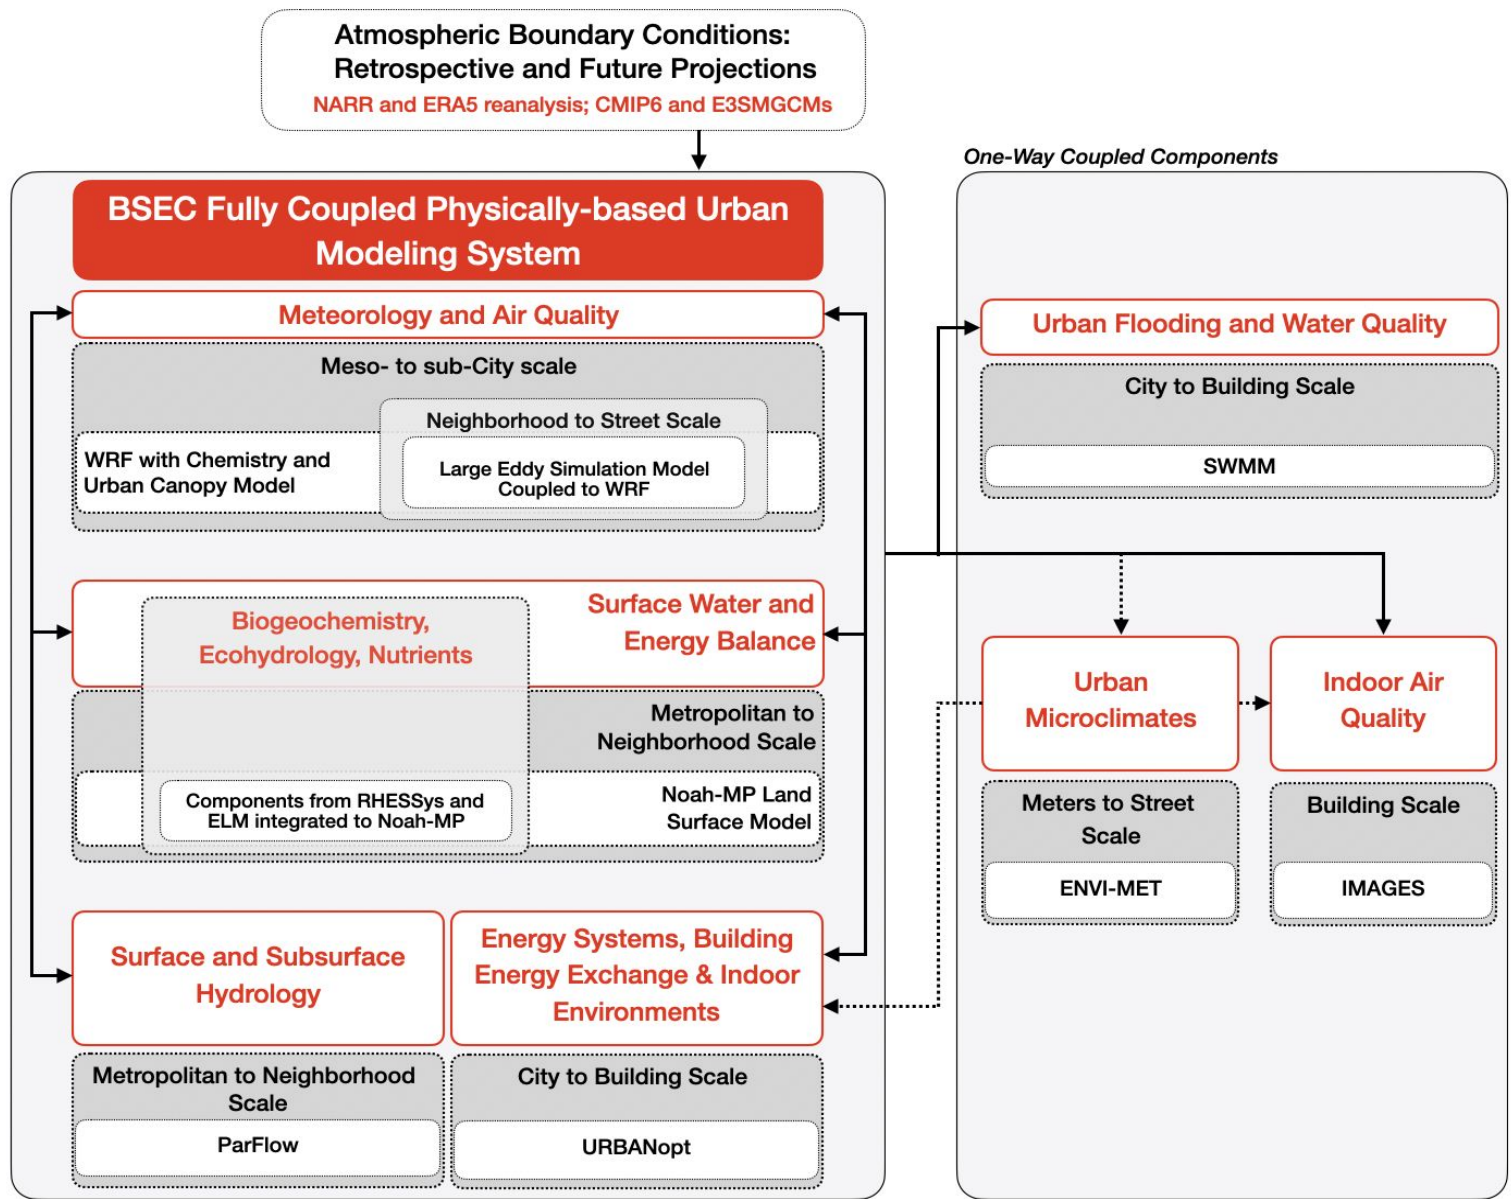 Atmospheric Boundary Conditions:
Retrospective and Future Projections
NARR and ERA5 reanalysis; CMIP6 and E3SMGCMs
BSEC Fully Coupled Physically-based Urban
Modeling System
Meteorology and Air Quality
Meso- to sub-City scale
Neighborhood to Street Scale
WRF with Chemistry and
Urban Canopy Model
Large Eddy Simulation Model
Coupled to WRF
Biogeochemistry,
Ecohydrology, Nutrients
Surface Water and
Energy Balance
Metropolitan to
Neighborhood Scale
Components from RHESSys and
ELM integrated to Noah-MP
Noah-MP Land
Surface Model
Surface and Subsurface
Hydrology
Metropolitan to Neighborhood
Scale
ParFlow
Energy Systems, Building
Energy Exchange & Indoor
Environments
City to Building Scale
URBANopt
One-Way Coupled Components
Urban Flooding and Water Quality
City to Building Scale
SWMM
Urban
Microclimates
Meters to Street
Scale
ENVI-MET
Indoor Air
Quality
Building Scale
IMAGES